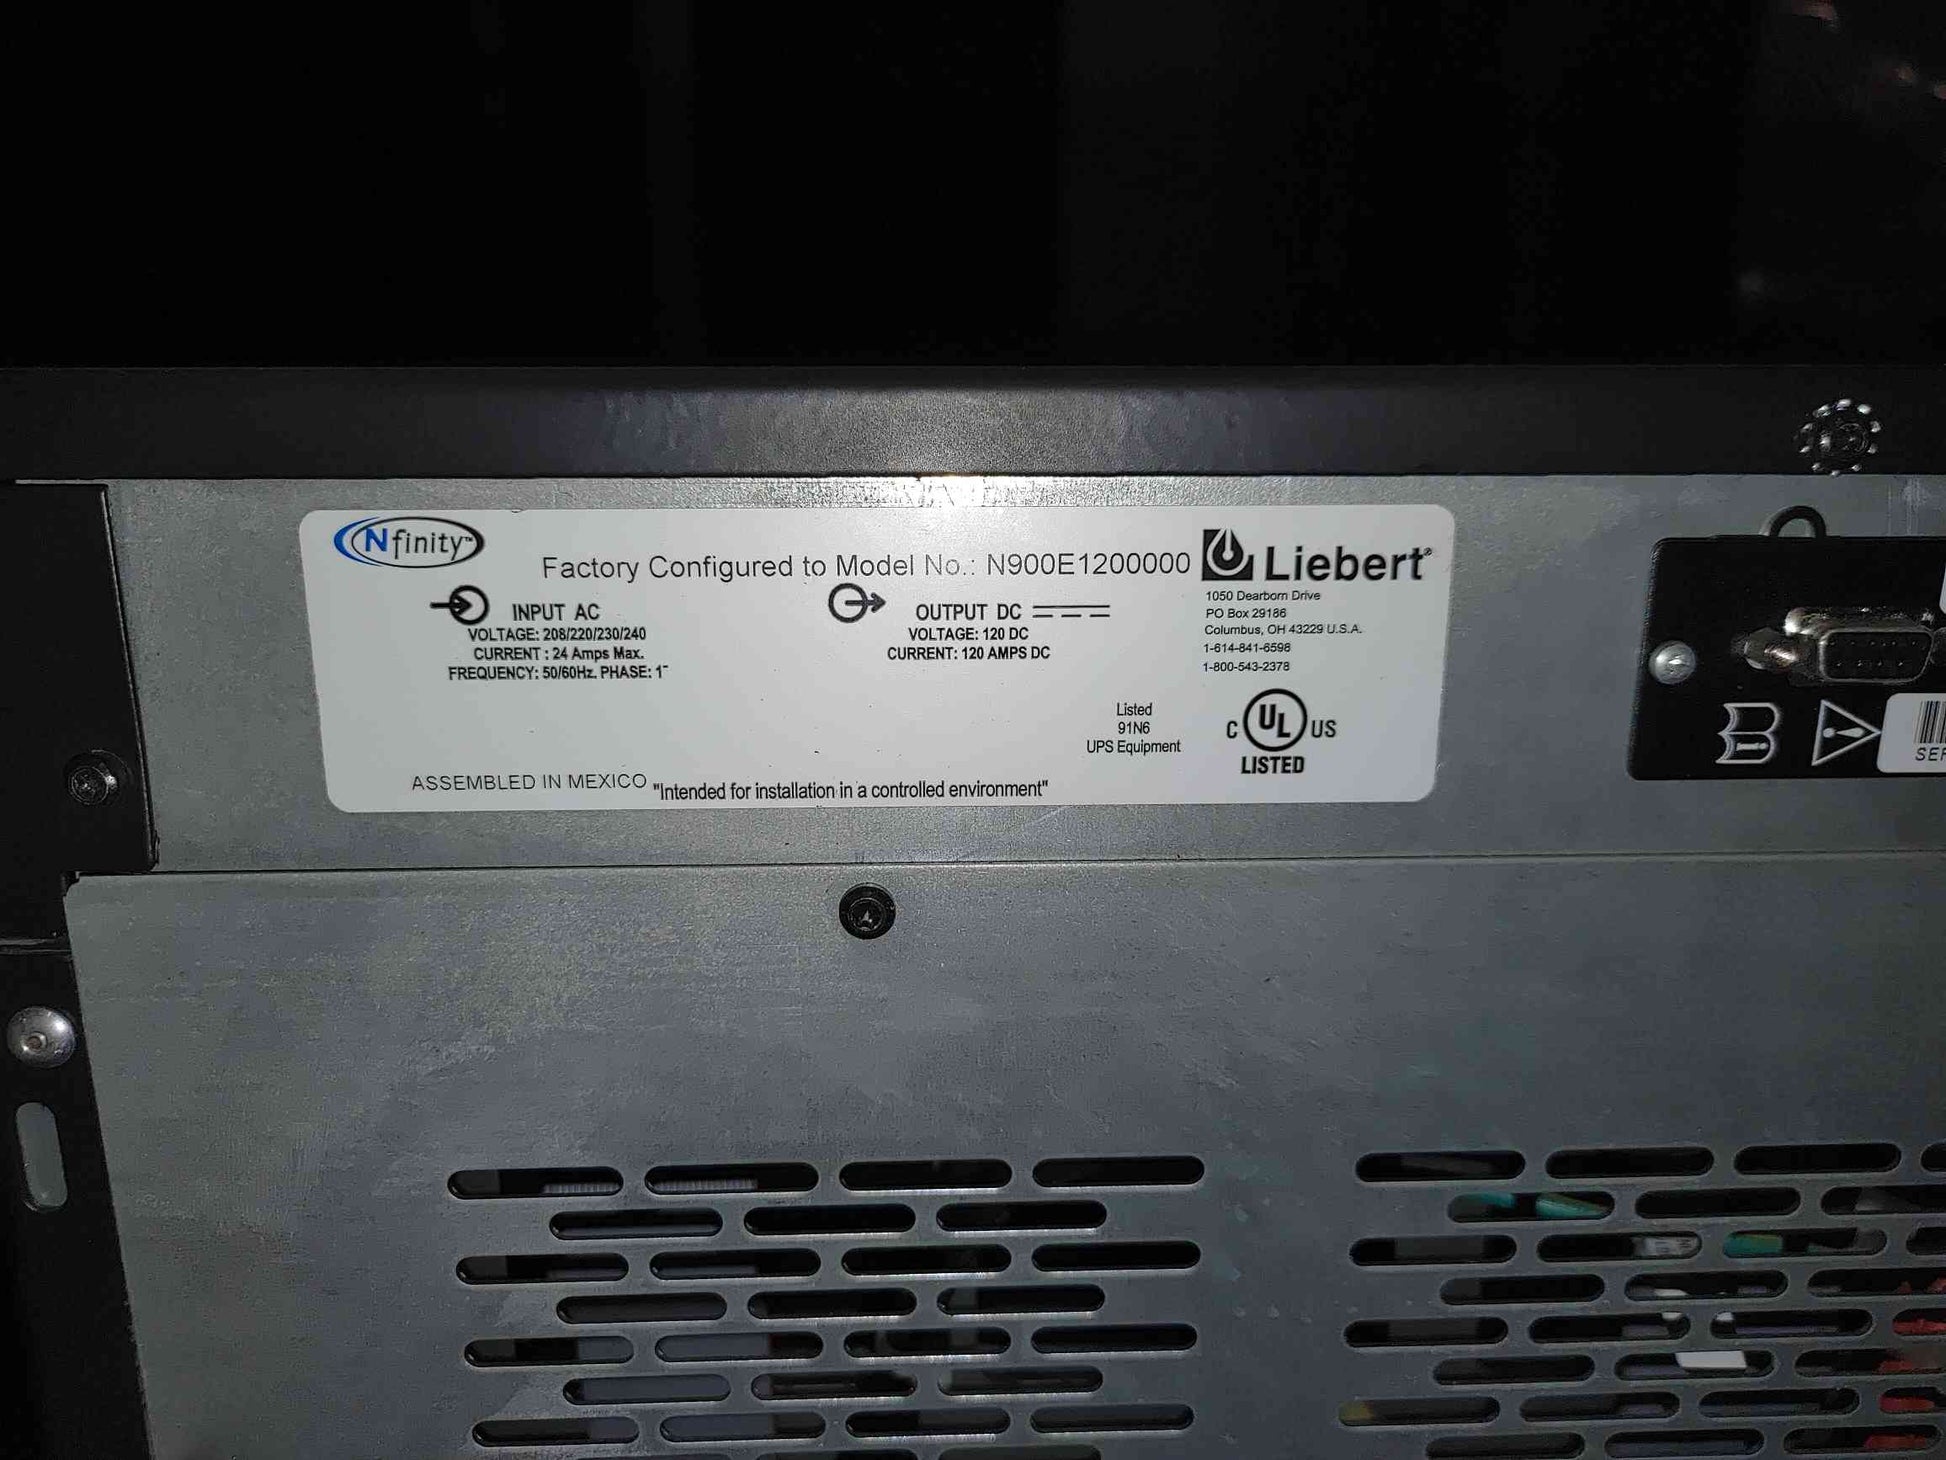 Nfinity™
Factory Configured to Model No.: N900E1200000
Liebert®
INPUT AC
VOLTAGE: 208/220/230/240
CURRENT : 24 Amps Max.
FREQUENCY: 50/60Hz. PHASE: 1~
OUTPUT DC
VOLTAGE: 120 DC
CURRENT: 120 AMPS DC
1050 Dearborn Drive
PO Box 29186
Columbus, OH 43229 U.S.A.
1-614-841-6598
1-800-543-2378
Listed
91N6
UPS Equipment
C UL US
LISTED
ASSEMBLED IN MEXICO "Intended for installation in a controlled environment"